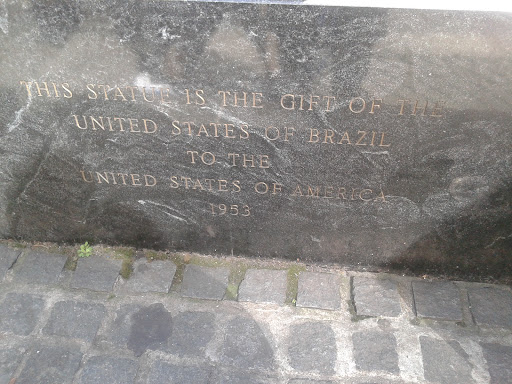 THIS STATUE IS THE GIFT OF THE
UNITED STATES OF BRAZIL
TO THE
UNITED STATES OF AMERICA
1953